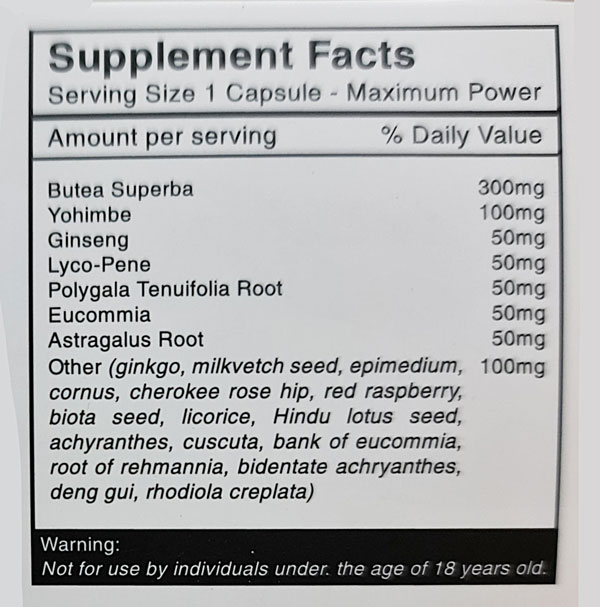 Supplement Facts
Serving Size 1 Capsule - Maximum Power
Amount per serving % Daily Value
Butea Superba 300mg
Yohimbe 100mg
Ginseng 50mg
Lyco-Pene 50mg
Polygala Tenuifolia Root 50mg
Eucommia 50mg
Astragalus Root 50mg
Other (ginkgo, milkvetch seed, epimedium, 100mg
cornus, cherokee rose hip, red raspberry,
biota seed, licorice, Hindu lotus seed,
achyranthes, cuscuta, bank of eucommia,
root of rehmannia, bidentate achryanthes,
deng gui, rhodiola creplata)
Warning:
Not for use by individuals under. the age of 18 years old.